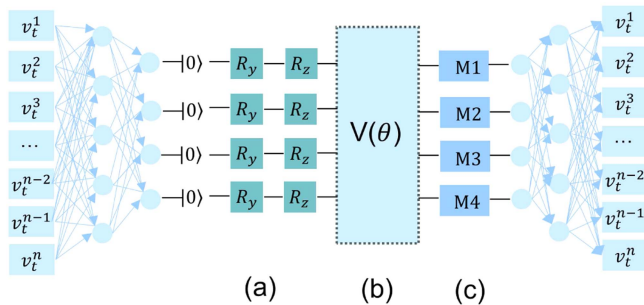 v_t^1
v_t^2
v_t^3
...
v_t^{n-2}
v_t^{n-1}
v_t^n
|0⟩ R_y R_z M1
|0⟩ R_y R_z M2
|0⟩ R_y R_z M3
|0⟩ R_y R_z M4
V(θ)
v_t^1
v_t^2
v_t^3
...
v_t^{n-2}
v_t^{n-1}
v_t^n
(a) (b) (c)